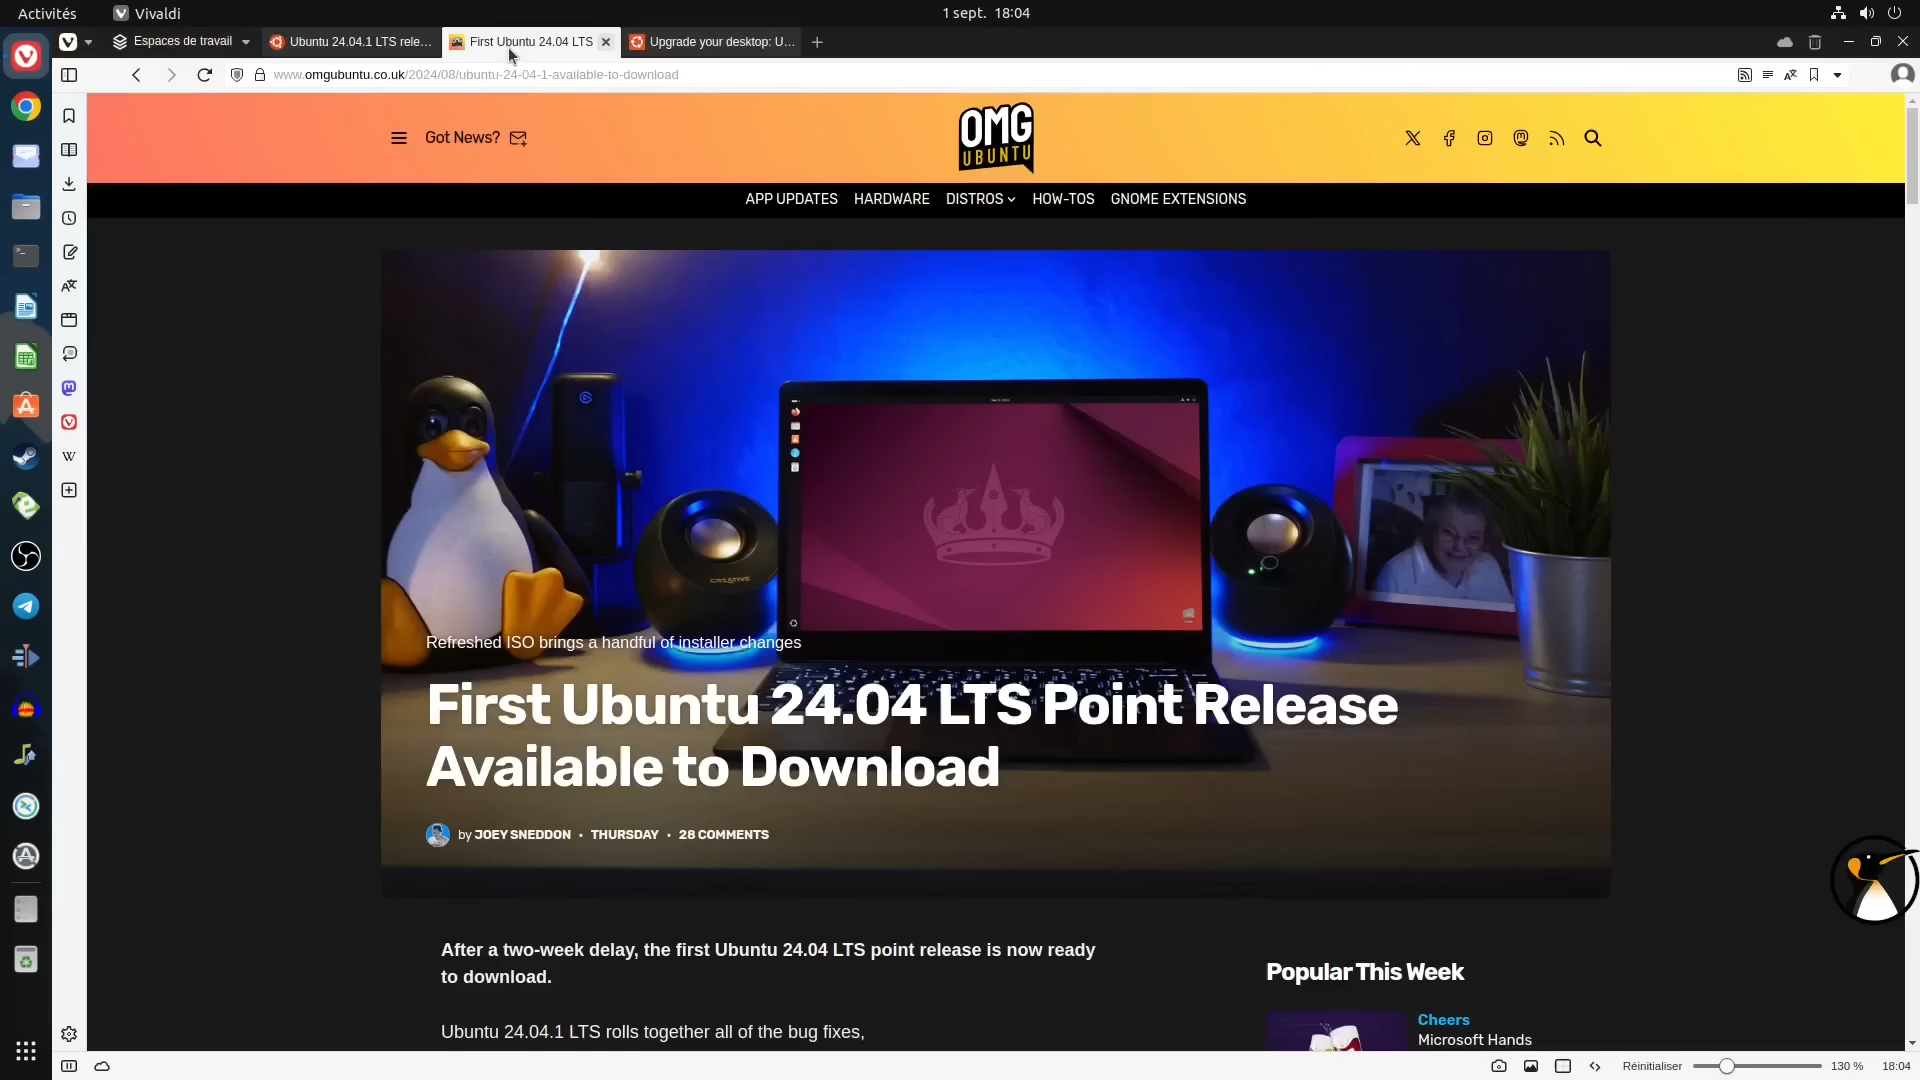 Activités
Vivaldi
1 sept. 18:04
Espaces de travail
Ubuntu 24.04.1 LTS rele...
First Ubuntu 24.04 LTS
Upgrade your desktop: U...
www.omgubuntu.co.uk/2024/08/ubuntu-24-04-1-available-to-download
Got News?
OMG
UBUNTU
APP UPDATES
HARDWARE
DISTROS
HOW-TOS
GNOME EXTENSIONS
CREATIVE
Refreshed ISO brings a handful of installer changes
First Ubuntu 24.04 LTS Point Release
Available to Download
by JOEY SNEDDON • THURSDAY • 28 COMMENTS
After a two-week delay, the first Ubuntu 24.04 LTS point release is now ready
to download.
Popular This Week
Cheers
Ubuntu 24.04.1 LTS rolls together all of the bug fixes,
Microsoft Hands
Réinitialiser
130 %
18:04